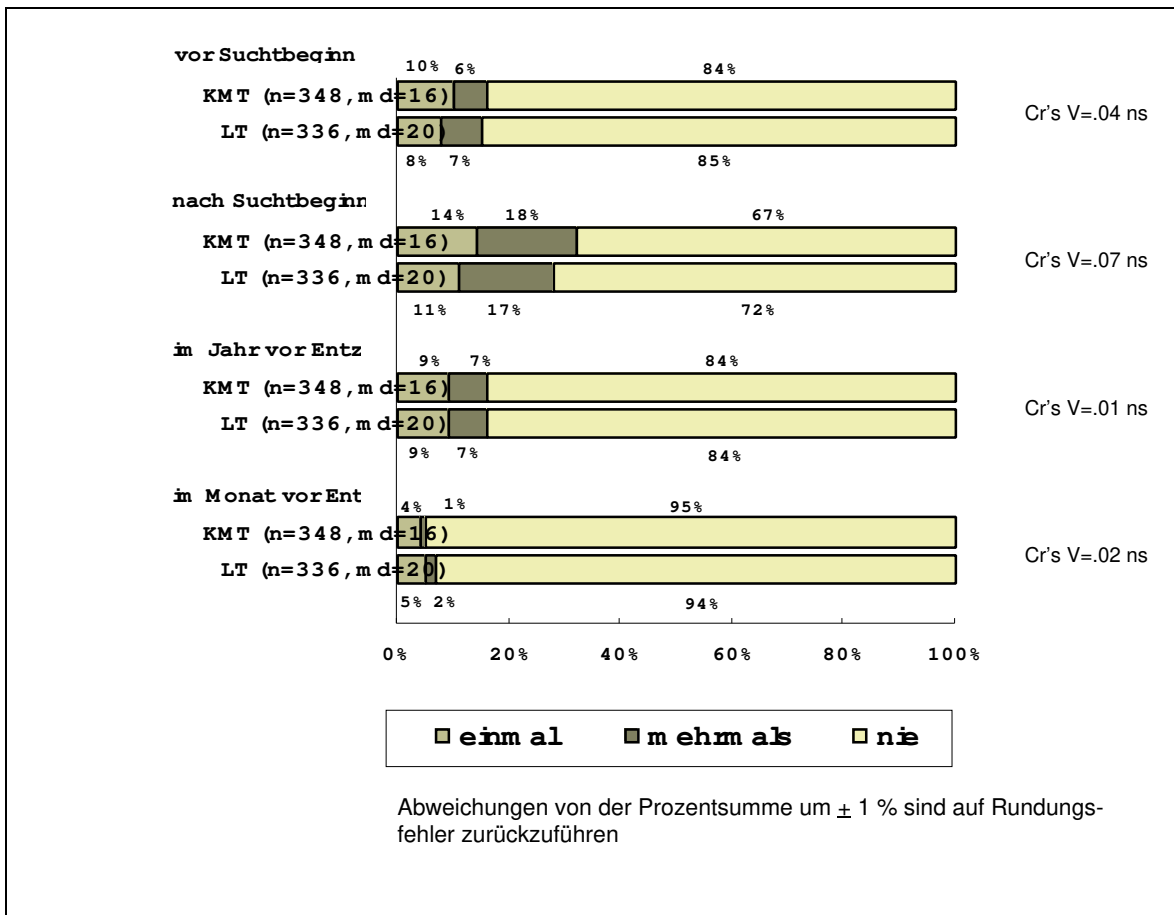 vor Suchtbeginn
10% 6% 84%
KMT (n=348, md=16)
LT (n=336, md=20)
8% 7% 85%
Cr's V=.04 ns
nach Suchtbeginn
14% 18% 67%
KMT (n=348, md=16)
LT (n=336, md=20)
11% 17% 72%
Cr's V=.07 ns
im Jahr vor Entz
9% 7% 84%
KMT (n=348, md=16)
LT (n=336, md=20)
9% 7% 84%
Cr's V=.01 ns
im Monat vor Ent
4% 1% 95%
KMT (n=348, md=16)
LT (n=336, md=20)
5% 2% 94%
Cr's V=.02 ns
0% 20% 40% 60% 80% 100%
einmal mehrmals nie
Abweichungen von der Prozentsumme um ± 1 % sind auf Rundungs-
fehler zurückzuführen